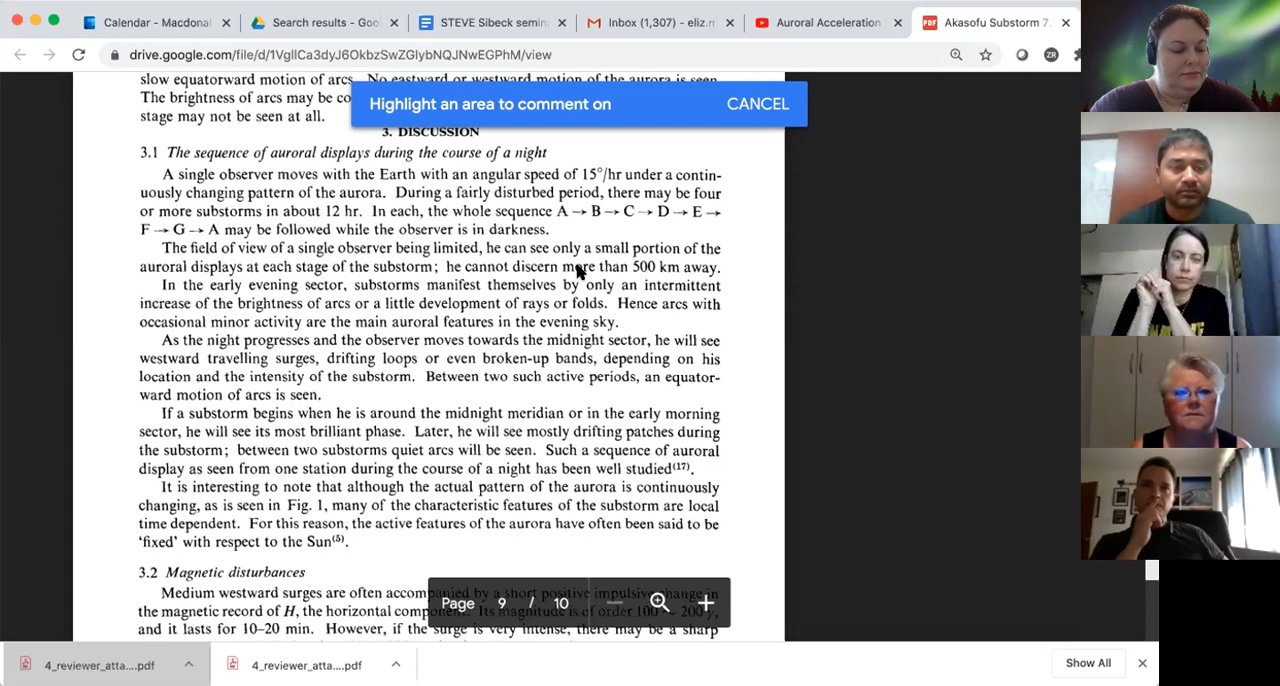 Calendar - Macdonal
Search results - Goo
STEVE Sibeck semin
Inbox (1,307) - eliz.m
Auroral Acceleration
PDF Akasofu Substorm 7.
drive.google.com/file/d/1VgIlCa3dyJ6OkbzSwZGlybNQJNwEGPhM/view
ZR
slow equatorward motion of arcs. No eastward or westward motion of the aurora is seen.
The brightness of arcs may be co
stage may not be seen at all.
Highlight an area to comment on CANCEL
3. DISCUSSION
3.1 The sequence of auroral displays during the course of a night
A single observer moves with the Earth with an angular speed of 15°/hr under a contin-
uously changing pattern of the aurora. During a fairly disturbed period, there may be four
or more substorms in about 12 hr. In each, the whole sequence A → B → C → D → E →
F → G → A may be followed while the observer is in darkness.
The field of view of a single observer being limited, he can see only a small portion of the
auroral displays at each stage of the substorm; he cannot discern more than 500 km away.
In the early evening sector, substorms manifest themselves by only an intermittent
increase of the brightness of arcs or a little development of rays or folds. Hence arcs with
occasional minor activity are the main auroral features in the evening sky.
As the night progresses and the observer moves towards the midnight sector, he will see
westward travelling surges, drifting loops or even broken-up bands, depending on his
location and the intensity of the substorm. Between two such active periods, an equator-
ward motion of arcs is seen.
If a substorm begins when he is around the midnight meridian or in the early morning
sector, he will see its most brilliant phase. Later, he will see mostly drifting patches during
the substorm; between two substorms quiet arcs will be seen. Such a sequence of auroral
display as seen from one station during the course of a night has been well studied(17).
It is interesting to note that although the actual pattern of the aurora is continuously
changing, as is seen in Fig. 1, many of the characteristic features of the substorm are local
time dependent. For this reason, the active features of the aurora have often been said to
be 'fixed' with respect to the Sun(5).
3.2 Magnetic disturbances
Medium westward surges are often accompanied by a short positive impulsive change in
the magnetic record of H, the horizontal component. Its magnitude is of order 100 ~ 200γ,
and it lasts for 10–20 min. However, if the surge is very intense, there may be a sharp
Page 9 / 10
4_reviewer_atta....pdf
4_reviewer_atta....pdf
Show All